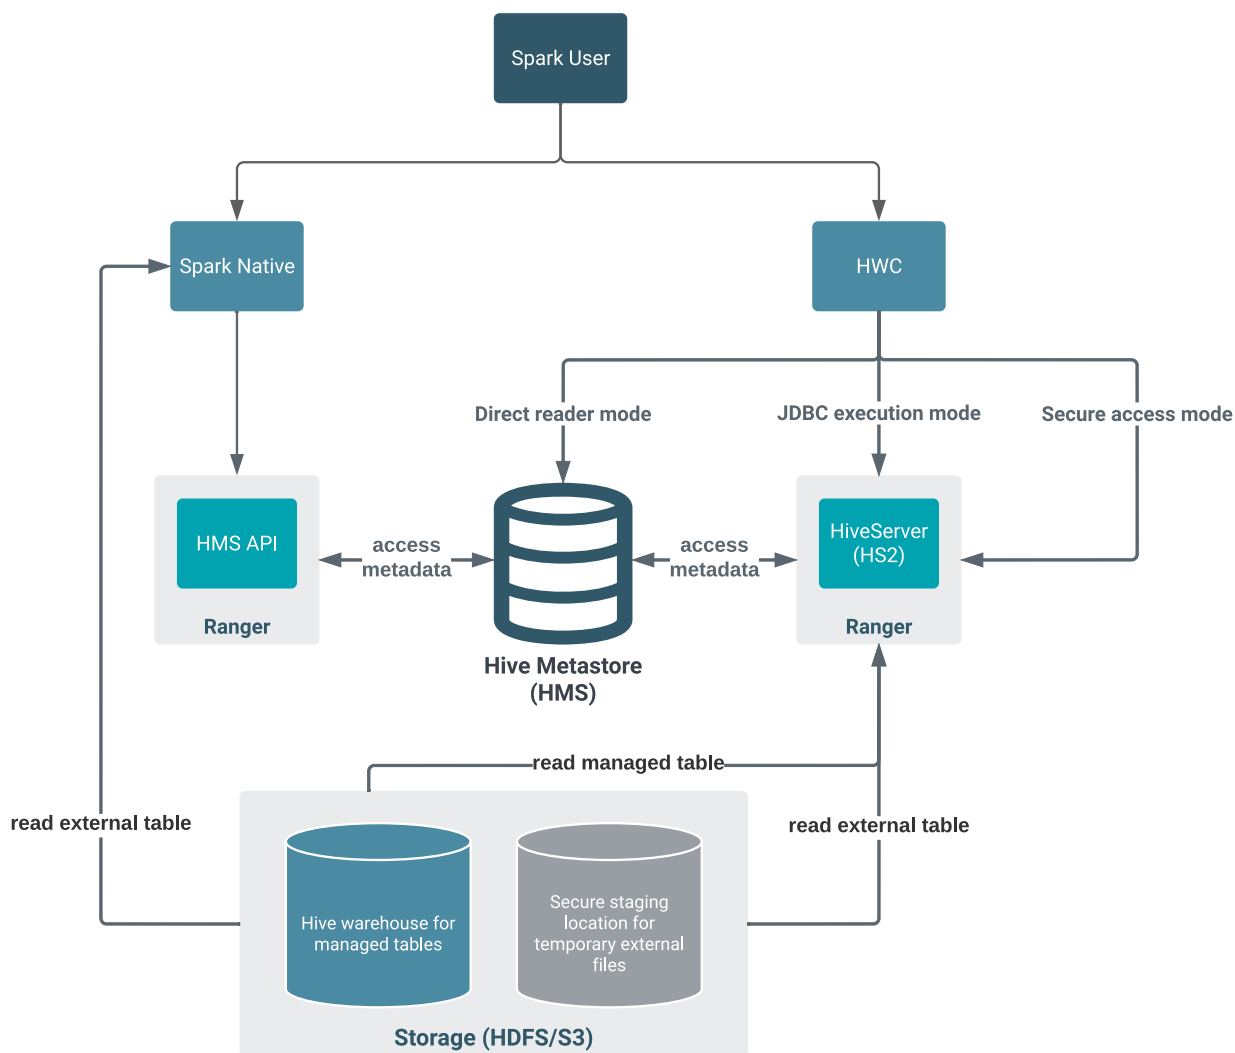 Spark User
Spark Native
HWC
Direct reader mode
JDBC execution mode
Secure access mode
HMS API
Ranger
access
metadata
Hive Metastore
(HMS)
access
metadata
HiveServer
(HS2)
Ranger
read managed table
read external table
read external table
Hive warehouse for
managed tables
Secure staging
location for
temporary external
files
Storage (HDFS/S3)